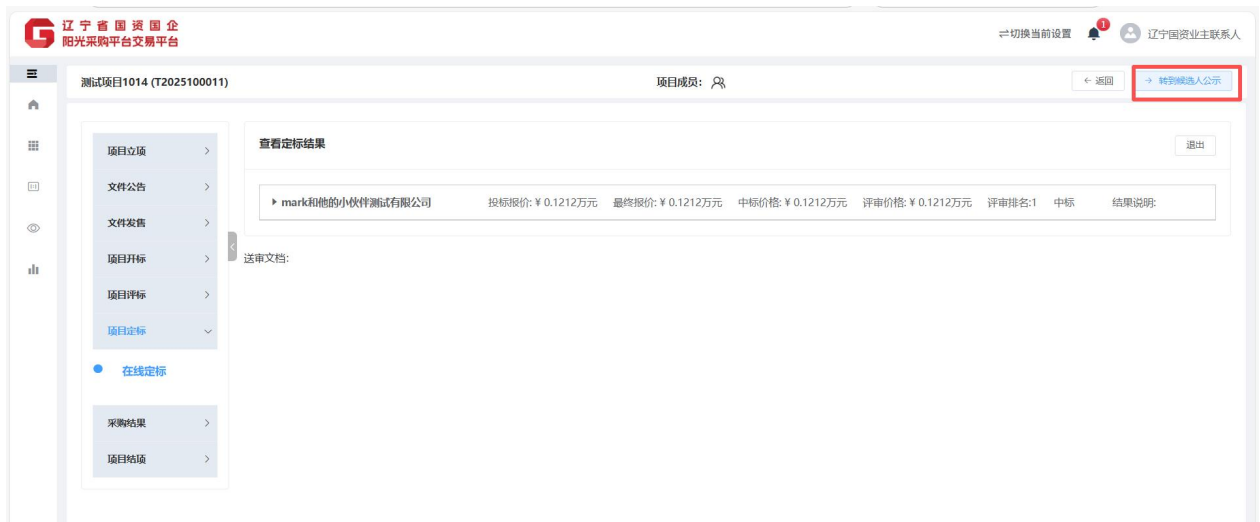 辽宁省国资国企
阳光采购平台交易平台
切换当前设置
1
辽宁国资业主联系人
测试项目1014 (T2025100011)
项目成员:
← 返回
→ 转到候选人公示
项目立项
文件公告
文件发售
项目开标
项目评标
项目定标
在线定标
采购结果
项目结项
查看定标结果
退出
mark和他的小伙伴测试有限公司 投标报价: ¥ 0.1212万元 最终报价: ¥ 0.1212万元 中标价格: ¥ 0.1212万元 评审价格: ¥ 0.1212万元 评审排名:1 中标 结果说明:
送审文档: